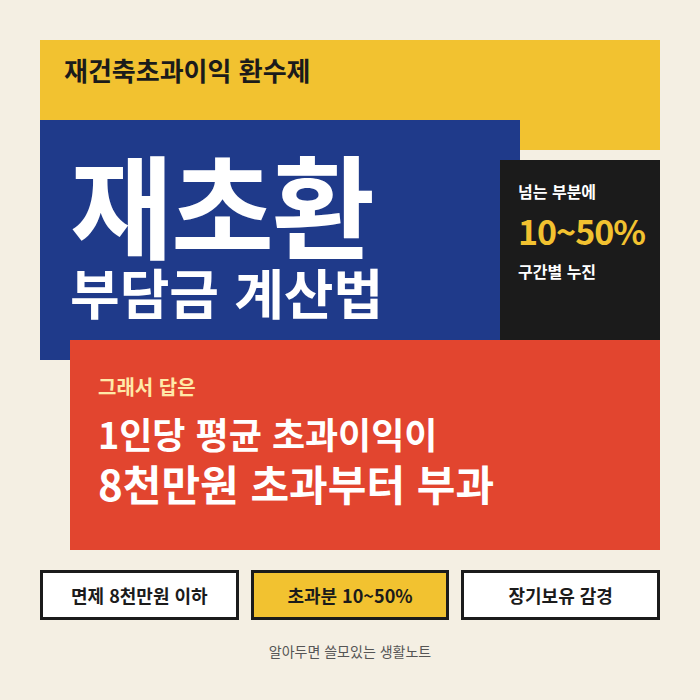 재건축초과이익 환수제
재초환
부담금 계산법
넘는 부분에
10~50%
구간별 누진
그래서 답은
1인당 평균 초과이익이
8천만원 초과부터 부과
면제 8천만원 이하
초과분 10~50%
장기보유 감경
알아두면 쓸모있는 생활노트